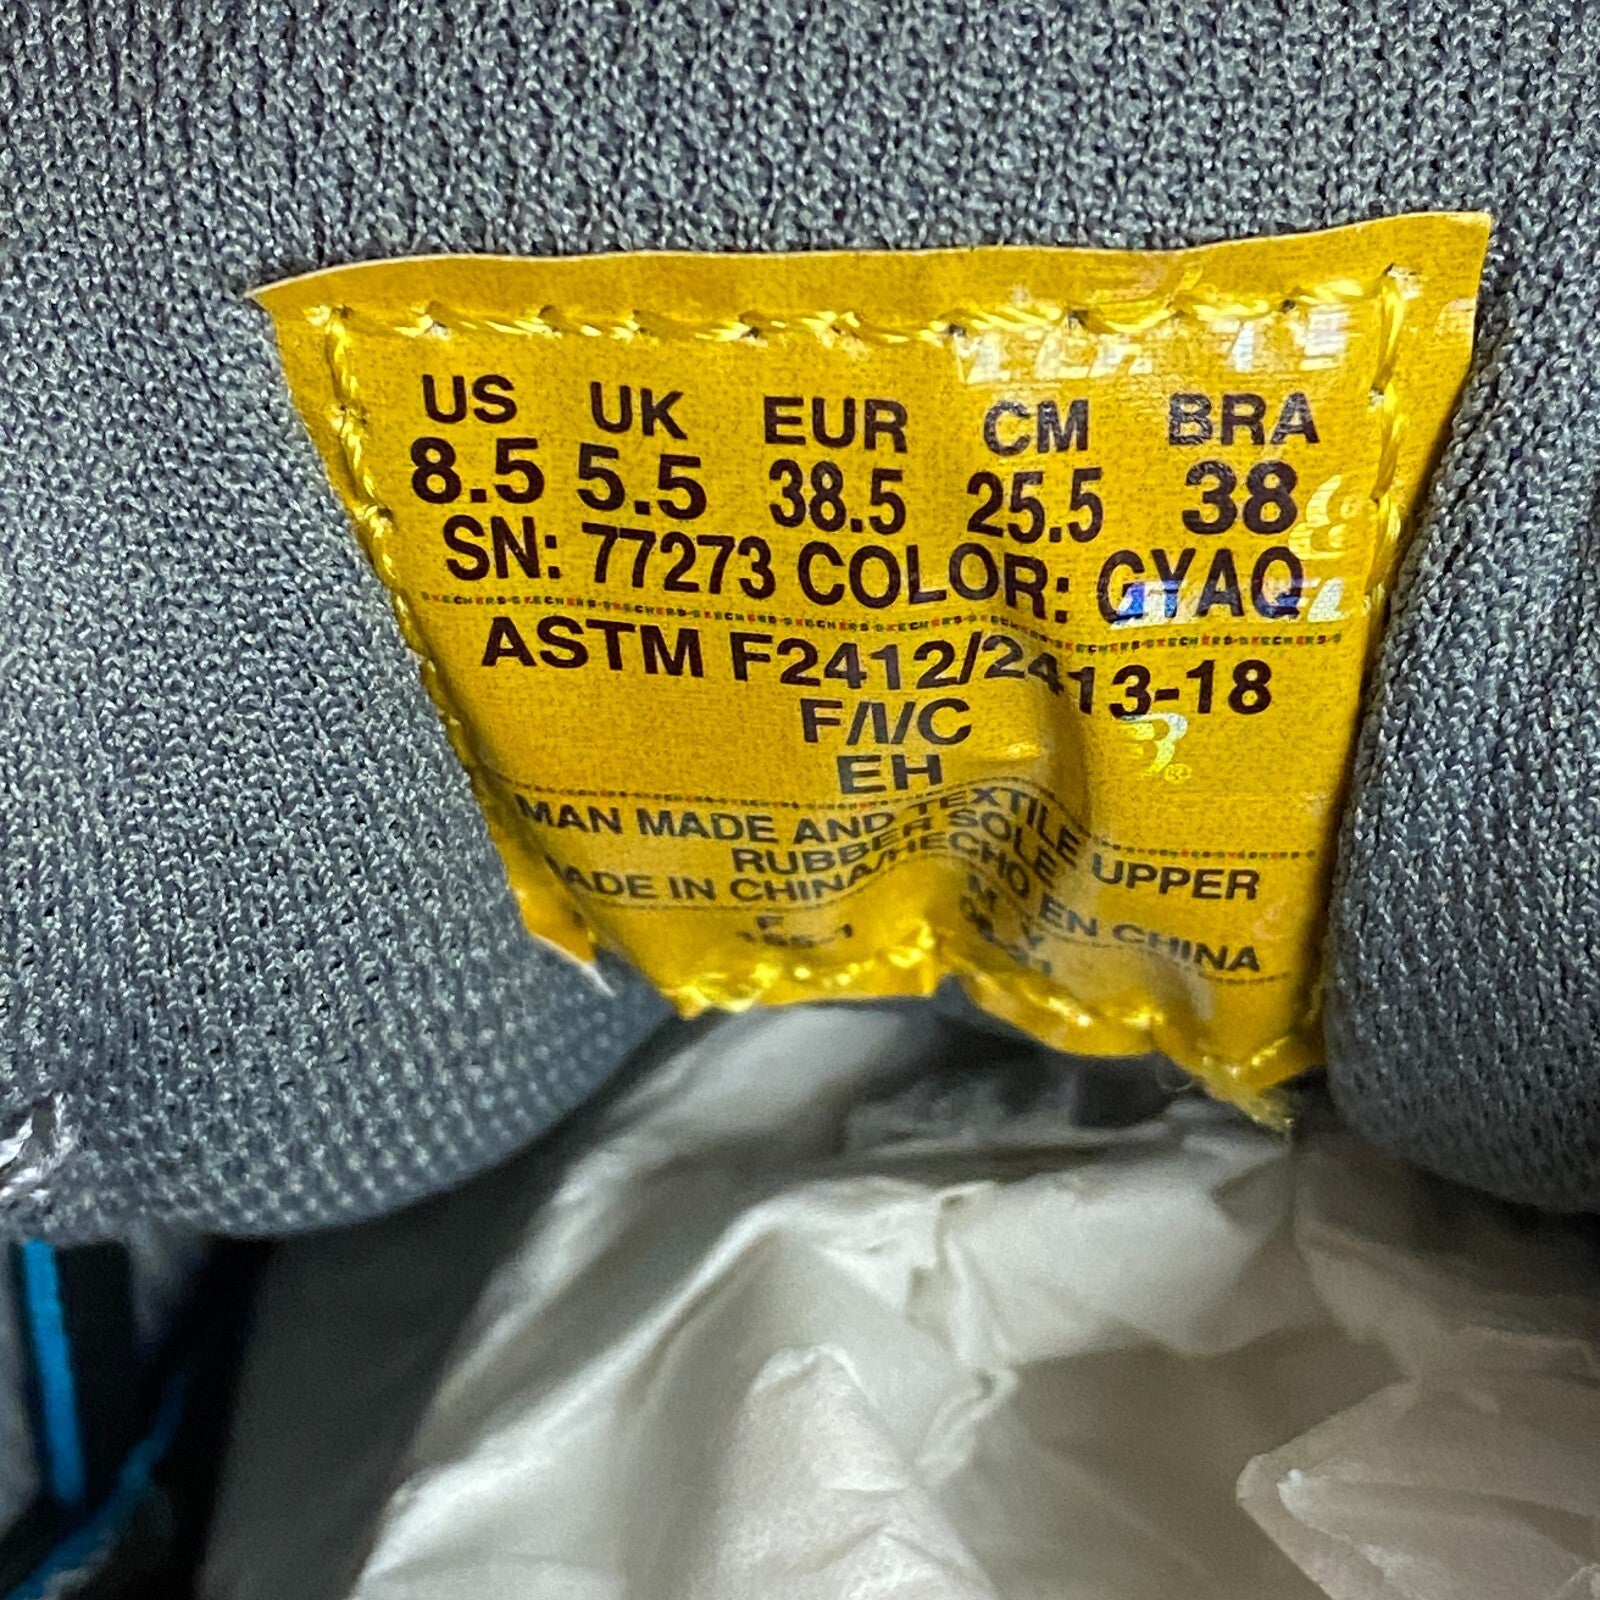 US UK EUR CM BRA
8.5 5.5 38.5 25.5 38
SN: 77273 COLOR: GYAQ
ASTM F2412/2413-18
F/I/C
EH
MAN MADE AND TEXTILE UPPER
RUBBER SOLE
MADE IN CHINA/HECHO EN CHINA